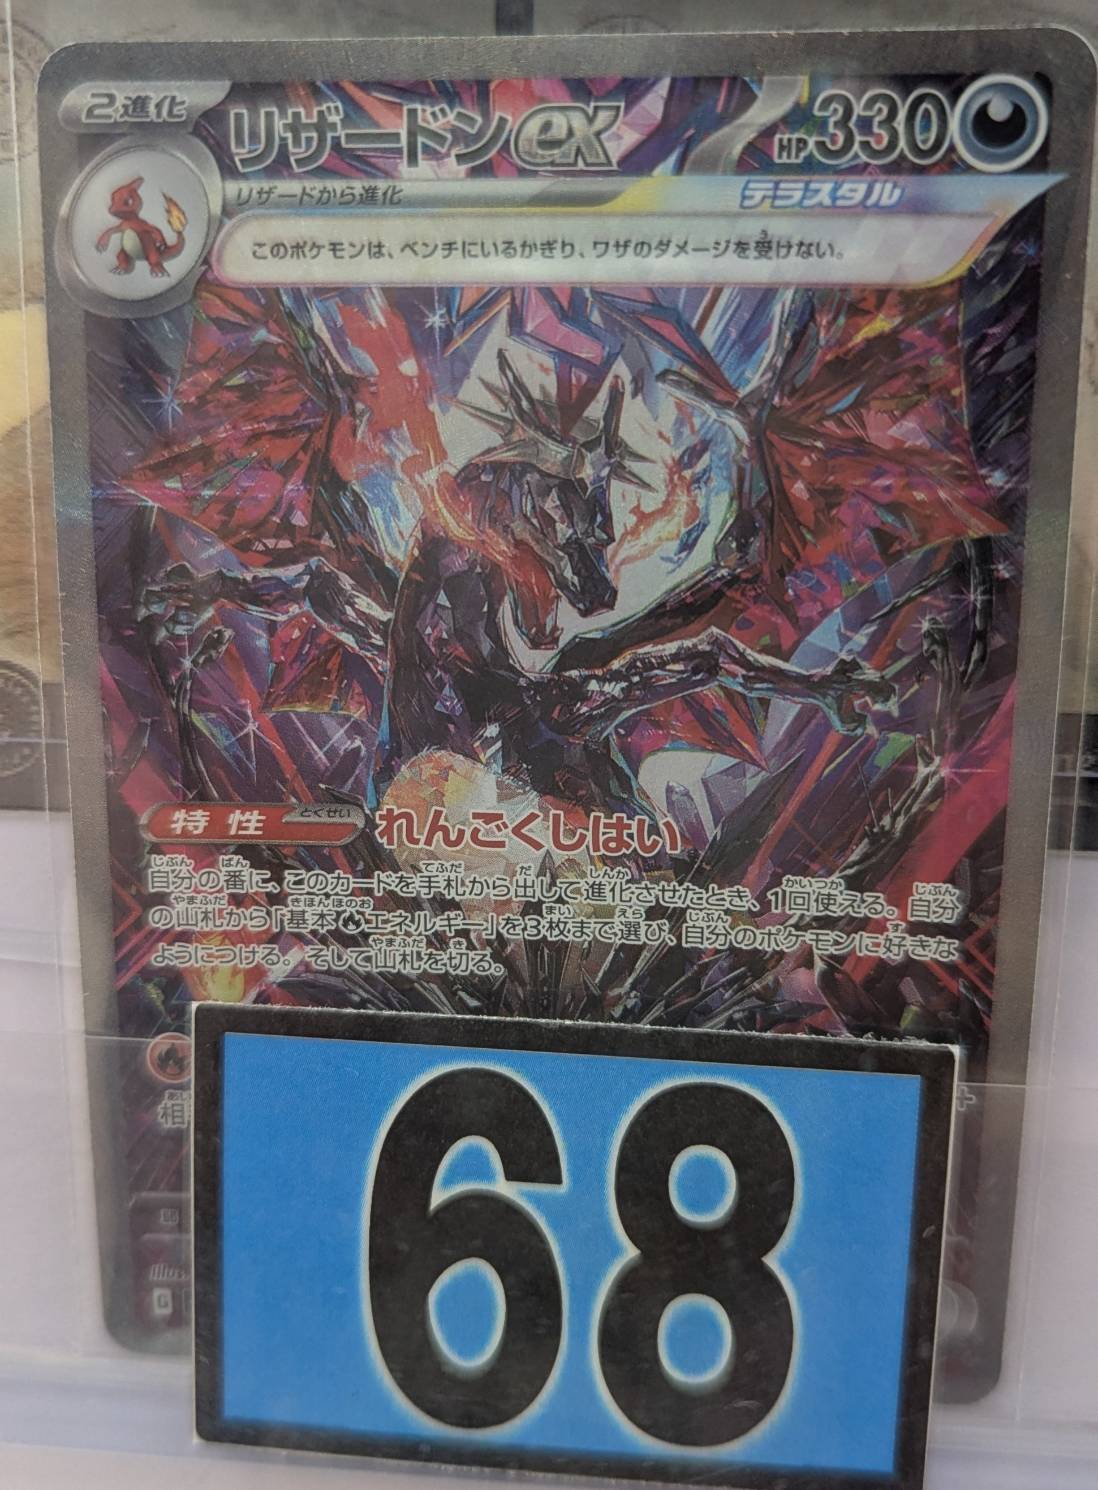 2進化
リザードンex
HP330
リザードから進化
テラスタル
このポケモンは、ベンチにいるかぎり、ワザのダメージを受けない。
特性 とくせい れんごくしはい
自分の番に、このカードを手札から出して進化させたとき、1回使える。自分
の山札から「基本エネルギー」を3枚まで選び、自分のポケモンに好きな
ようにつける。そして山札を切る。
相
+
Illus
G
68